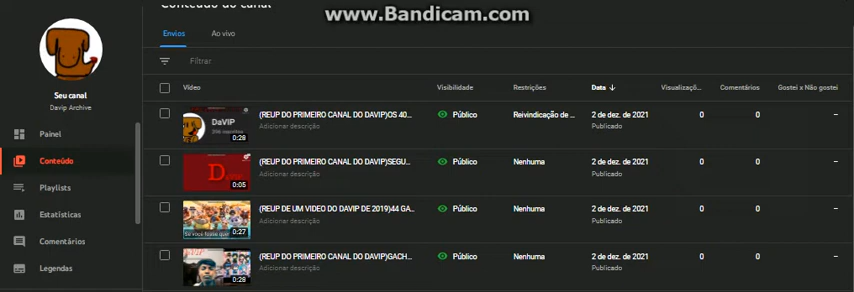 Conteúdo do canal
www.Bandicam.com
Envios
Ao vivo
Filtrar
Seu canal
Davip Archive
Painel
Conteúdo
Playlists
Estatísticas
Comentários
Legendas
Vídeo
Visibilidade
Restrições
Data
Visualizaçõ...
Comentários
Gostei x Não gostei
DaVIP
0:28
(REUP DO PRIMEIRO CANAL DO DAVIP)OS 40...
Adicionar descrição
Público
Reivindicação de ...
2 de dez. de 2021
Publicado
0
0
–
0:05
(REUP DO PRIMEIRO CANAL DO DAVIP)SEGU...
Adicionar descrição
Público
Nenhuma
2 de dez. de 2021
Publicado
0
0
–
Se você fosse quei
0:27
(REUP DE UM VIDEO DO DAVIP DE 2019)44 GA...
Adicionar descrição
Público
Nenhuma
2 de dez. de 2021
Publicado
0
0
–
0:28
(REUP DO PRIMEIRO CANAL DO DAVIP)GACH...
Adicionar descrição
Público
Nenhuma
2 de dez. de 2021
Publicado
0
0
–